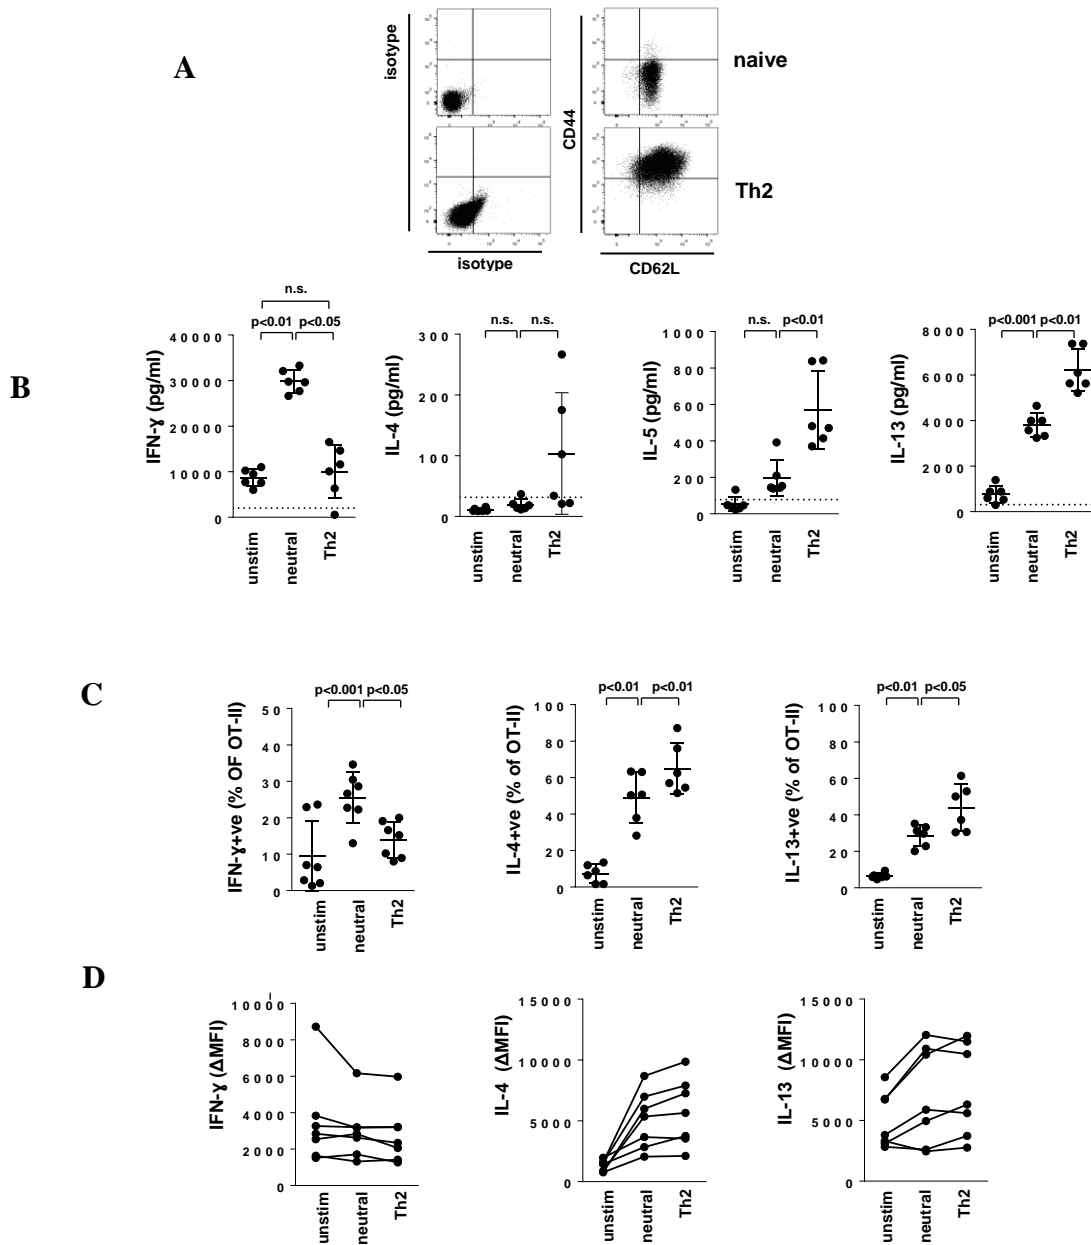 A
isotype
isotype
CD44
CD62L
naive
Th2
B
n.s.
p<0.01 p<0.05
IFN-ɣ (pg/ml)
40000
30000
20000
10000
0
unstim
neutral
Th2
n.s. n.s.
IL-4 (pg/ml)
300
200
100
0
unstim
neutral
Th2
n.s. p<0.01
IL-5 (pg/ml)
1000
800
600
400
200
0
unstim
neutral
Th2
p<0.001 p<0.01
IL-13 (pg/ml)
8000
6000
4000
2000
0
unstim
neutral
Th2
C
p<0.001 p<0.05
IFN-ɣ+ve (% OF OT-II)
50
40
30
20
10
0
unstim
neutral
Th2
p<0.01 p<0.01
IL-4+ve (% of OT-II)
100
80
60
40
20
0
unstim
neutral
Th2
p<0.01 p<0.05
IL-13+ve (% of OT-II)
100
80
60
40
20
0
unstim
neutral
Th2
D
IFN-ɣ (ΔMFI)
10000
8000
6000
4000
2000
0
unstim
neutral
Th2
IL-4 (ΔMFI)
15000
10000
5000
0
unstim
neutral
Th2
IL-13 (ΔMFI)
15000
10000
5000
0
unstim
neutral
Th2